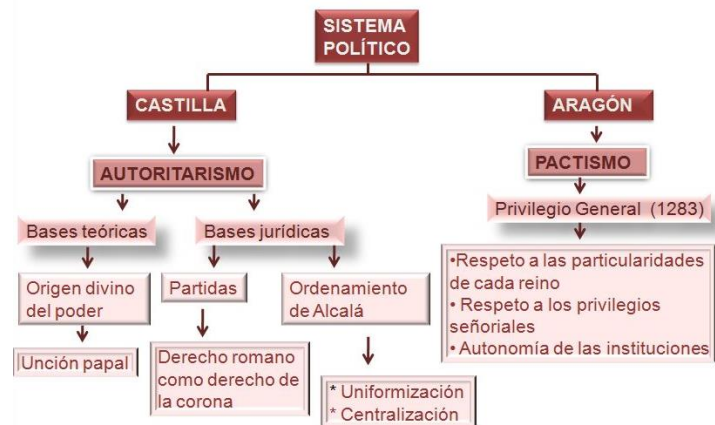 SISTEMA
POLÍTICO
CASTILLA
ARAGÓN
AUTORITARISMO
PACTISMO
Bases teóricas
Bases jurídicas
Privilegio General (1283)
Origen divino
del poder
Partidas
Ordenamiento
de Alcalá
•Respeto a las particularidades
de cada reino
• Respeto a los privilegios
señoriales
• Autonomía de las instituciones
Unción papal
Derecho romano
como derecho de
la corona
* Uniformización
* Centralización